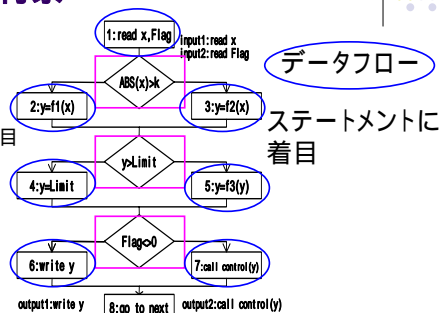 1:read x,Flag
input1:read x
input2:read Flag
データフロー
ABS(x)>k
2:y=f1(x)
3:y=f2(x)
ステートメントに
着目
目
y>Limit
4:y=Limit
5:y=f3(y)
Flag<>0
6:write y
7:call control(y)
output1:write y
8:go to next
output2:call control(y)